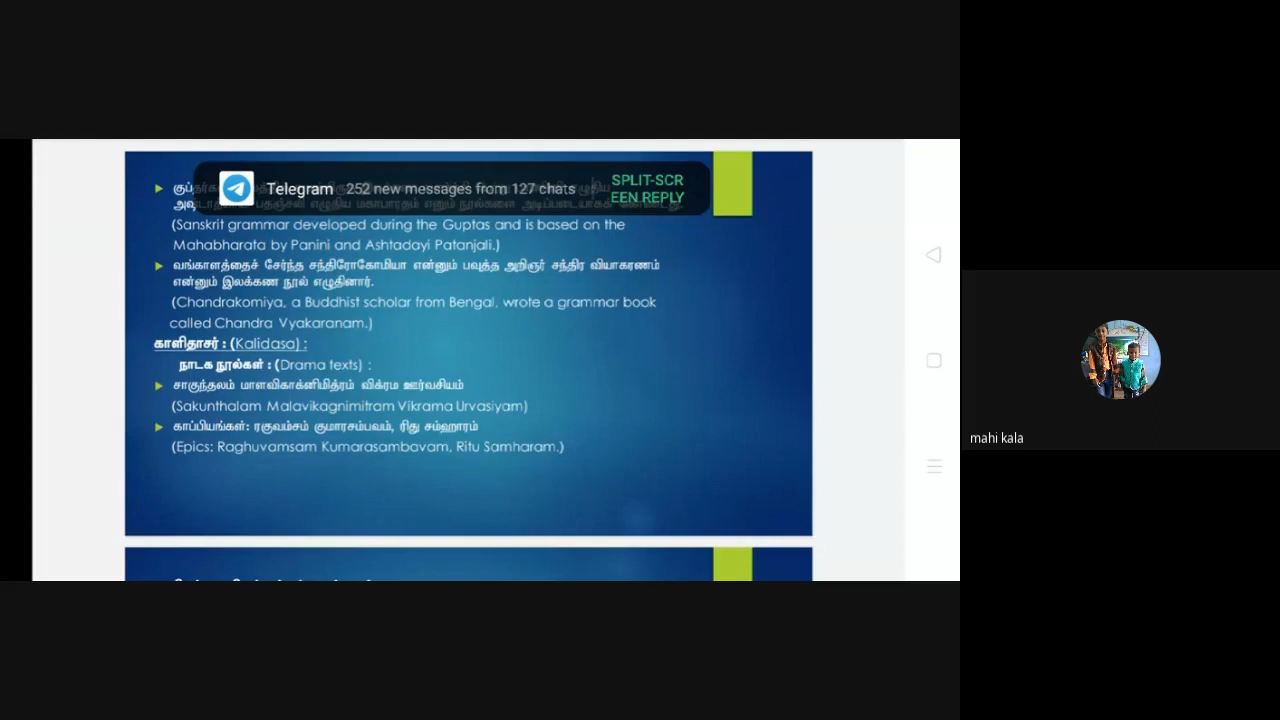 Telegram 252 new messages from 127 chats
SPLIT-SCR
EEN REPLY
(Sanskrit grammar developed during the Guptas and is based on the
Mahabharata by Panini and Ashtadayi Patanjali.)
வங்காளத்தைச் சேர்ந்த சந்திரோகோமியா என்னும் பவுத்த அறிஞர் சந்திர வியாகரணம்
என்னும் இலக்கண நூல் எழுதினார்.
(Chandrakomiya, a Buddhist scholar from Bengal, wrote a grammar book
called Chandra Vyakaranam.)
காளிதாசர் : (Kalidasa) :
நாடக நூல்கள் : (Drama texts) :
சாகுந்தலம் மாளவிகாக்னிமித்ரம் விக்ரம ஊர்வசியம்
(Sakunthalam Malavikagnimitram Vikrama Urvasiyam)
காப்பியங்கள்: ரகுவம்சம் குமாரசம்பவம், ரிது சம்ஹாரம்
(Epics: Raghuvamsam Kumarasambavam, Ritu Samharam.)
mahi kala